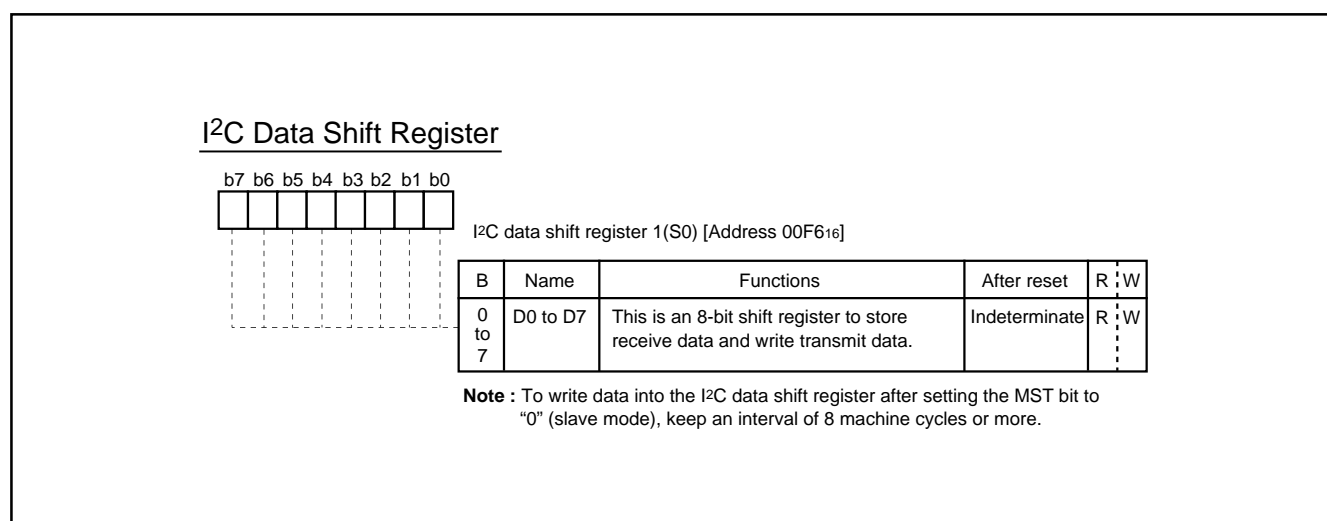 I2C Data Shift Register
b7 b6 b5 b4 b3 b2 b1 b0
I2C data shift register 1(S0) [Address 00F616]
B Name Functions After reset R W
0 to 7 D0 to D7 This is an 8-bit shift register to store receive data and write transmit data. Indeterminate R W
Note : To write data into the I2C data shift register after setting the MST bit to
“0” (slave mode), keep an interval of 8 machine cycles or more.